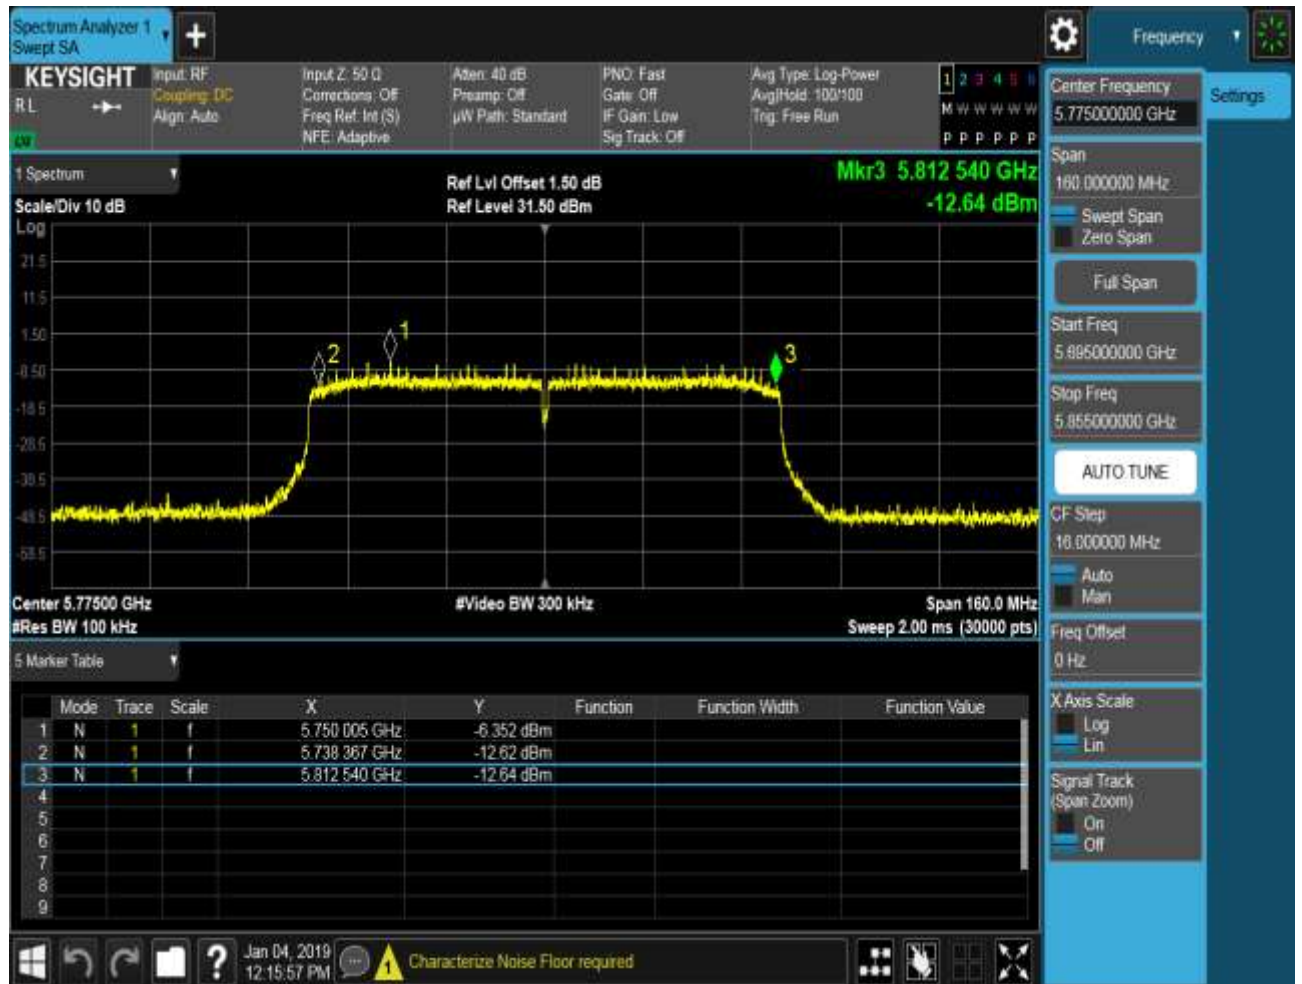 Spectrum Analyzer 1
Swept SA
+
Frequency
KEYSIGHT
RL
Input: RF
Coupling: DC
Align: Auto
Input Z: 50 Ω
Corrections: Off
Freq Ref: Int (S)
NFE: Adaptive
Atten: 40 dB
Preamp: Off
µW Path: Standard
PNO: Fast
Gate: Off
IF Gain: Low
Sig Track: Off
Avg Type: Log-Power
Avg|Hold: 100/100
Trig: Free Run
1 2 3 4 5 6
M W W W W W
P P P P P P
1 Spectrum
Scale/Div 10 dB
Ref Lvl Offset 1.50 dB
Ref Level 31.50 dBm
Mkr3 5.812 540 GHz
-12.64 dBm
Log
21.5
11.5
1.50
-8.50
-18.5
-28.5
-38.5
-48.5
-58.5
1
2
3
Center 5.77500 GHz
#Res BW 100 kHz
#Video BW 300 kHz
Span 160.0 MHz
Sweep 2.00 ms (30000 pts)
5 Marker Table
Mode Trace Scale X Y Function Function Width Function Value
1 N 1 f 5.750 005 GHz -6.352 dBm
2 N 1 f 5.738 367 GHz -12.62 dBm
3 N 1 f 5.812 540 GHz -12.64 dBm
4
5
6
7
8
9
Center Frequency
5.775000000 GHz
Settings
Span
160.000000 MHz
Swept Span
Zero Span
Full Span
Start Freq
5.695000000 GHz
Stop Freq
5.855000000 GHz
AUTO TUNE
CF Step
16.000000 MHz
Auto
Man
Freq Offset
0 Hz
X Axis Scale
Log
Lin
Signal Track
(Span Zoom)
On
Off
?
Jan 04, 2019
12:15:57 PM
1
Characterize Noise Floor required